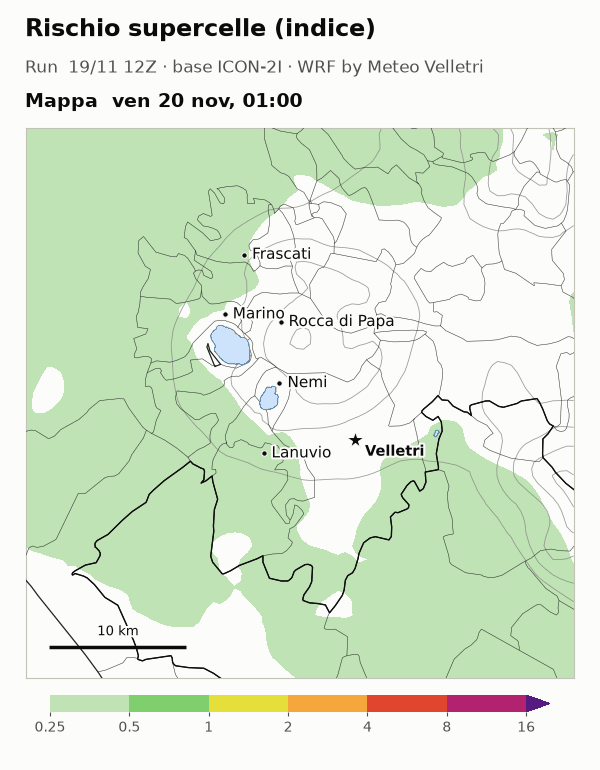 Rischio supercelle (indice)
Run  19/11 12Z · base ICON-2I · WRF by Meteo Velletri
Mappa  ven 20 nov, 01:00
Frascati
Marino
Rocca di Papa
Nemi
Velletri
Lanuvio
10 km
0.25 0.5 1 2 4 8 16